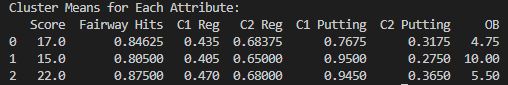 Cluster Means for Each Attribute:
Score Fairway Hits C1 Reg C2 Reg C1 Putting C2 Putting OB
0 17.0 0.84625 0.435 0.68375 0.7675 0.3175 4.75
1 15.0 0.80500 0.405 0.65000 0.9500 0.2750 10.00
2 22.0 0.87500 0.470 0.68000 0.9450 0.3650 5.50